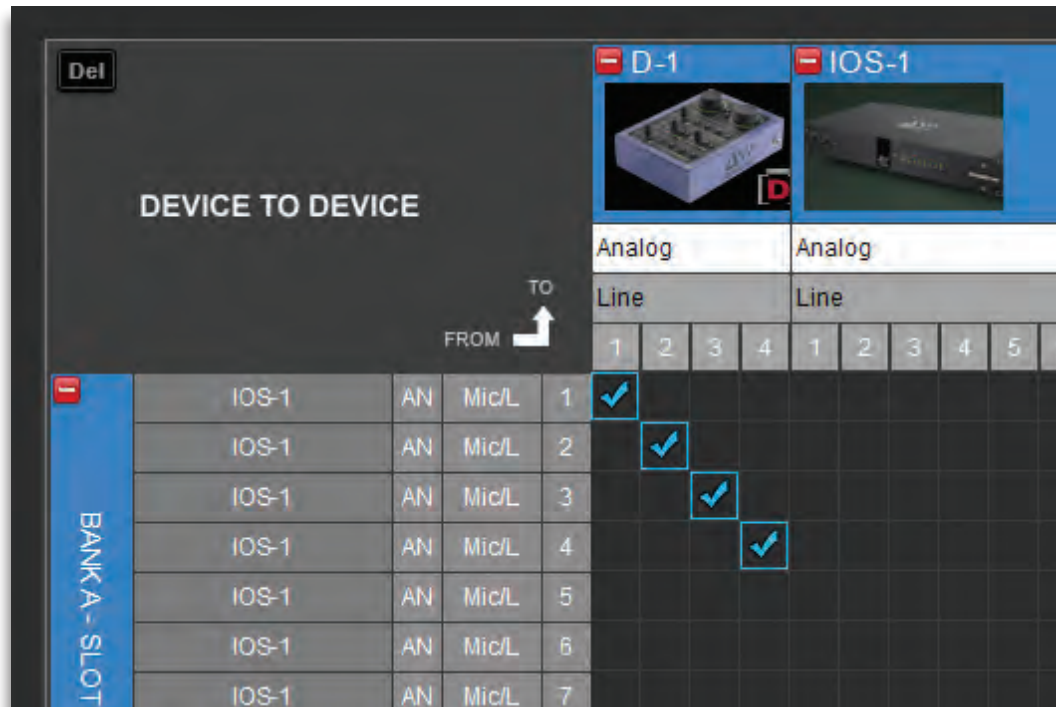 Del
D-1
IOS-1
D
DEVICE TO DEVICE
Analog
Analog
TO
Line
Line
FROM
1 2 3 4 1 2 3 4 5
IOS-1 AN Mic/L 1
IOS-1 AN Mic/L 2
IOS-1 AN Mic/L 3
IOS-1 AN Mic/L 4
IOS-1 AN Mic/L 5
IOS-1 AN Mic/L 6
IOS-1 AN Mic/L 7
BANK A - SLOT